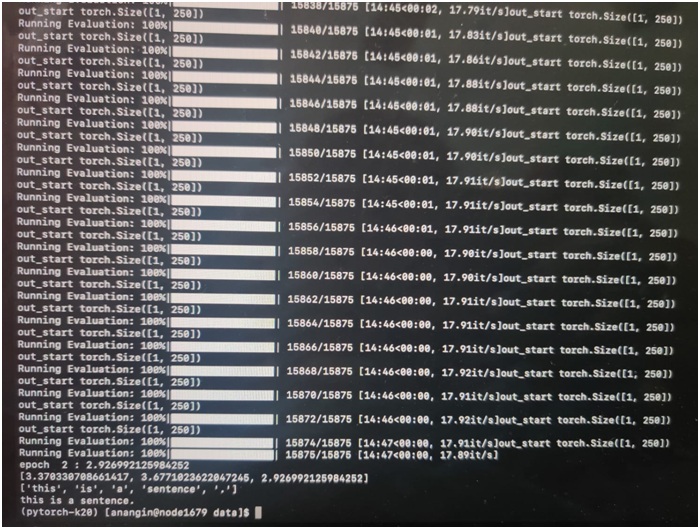 15838/15875 [14:45<00:02, 17.79it/s]out_start torch.Size([1, 250])
out_start torch.Size([1, 250])
Running Evaluation: 100%| | 15840/15875 [14:45<00:01, 17.83it/s]out_start torch.Size([1, 250])
out_start torch.Size([1, 250])
Running Evaluation: 100%| | 15842/15875 [14:45<00:01, 17.86it/s]out_start torch.Size([1, 250])
out_start torch.Size([1, 250])
Running Evaluation: 100%| | 15844/15875 [14:45<00:01, 17.88it/s]out_start torch.Size([1, 250])
out_start torch.Size([1, 250])
Running Evaluation: 100%| | 15846/15875 [14:45<00:01, 17.88it/s]out_start torch.Size([1, 250])
out_start torch.Size([1, 250])
Running Evaluation: 100%| | 15848/15875 [14:45<00:01, 17.90it/s]out_start torch.Size([1, 250])
out_start torch.Size([1, 250])
Running Evaluation: 100%| | 15850/15875 [14:45<00:01, 17.90it/s]out_start torch.Size([1, 250])
out_start torch.Size([1, 250])
Running Evaluation: 100%| | 15852/15875 [14:45<00:01, 17.91it/s]out_start torch.Size([1, 250])
out_start torch.Size([1, 250])
Running Evaluation: 100%| | 15854/15875 [14:45<00:01, 17.91it/s]out_start torch.Size([1, 250])
out_start torch.Size([1, 250])
Running Evaluation: 100%| | 15856/15875 [14:46<00:01, 17.91it/s]out_start torch.Size([1, 250])
out_start torch.Size([1, 250])
Running Evaluation: 100%| | 15858/15875 [14:46<00:00, 17.90it/s]out_start torch.Size([1, 250])
out_start torch.Size([1, 250])
Running Evaluation: 100%| | 15860/15875 [14:46<00:00, 17.90it/s]out_start torch.Size([1, 250])
out_start torch.Size([1, 250])
Running Evaluation: 100%| | 15862/15875 [14:46<00:00, 17.91it/s]out_start torch.Size([1, 250])
out_start torch.Size([1, 250])
Running Evaluation: 100%| | 15864/15875 [14:46<00:00, 17.91it/s]out_start torch.Size([1, 250])
out_start torch.Size([1, 250])
Running Evaluation: 100%| | 15866/15875 [14:46<00:00, 17.91it/s]out_start torch.Size([1, 250])
out_start torch.Size([1, 250])
Running Evaluation: 100%| | 15868/15875 [14:46<00:00, 17.92it/s]out_start torch.Size([1, 250])
out_start torch.Size([1, 250])
Running Evaluation: 100%| | 15870/15875 [14:46<00:00, 17.91it/s]out_start torch.Size([1, 250])
out_start torch.Size([1, 250])
Running Evaluation: 100%| | 15872/15875 [14:46<00:00, 17.92it/s]out_start torch.Size([1, 250])
out_start torch.Size([1, 250])
Running Evaluation: 100%| | 15874/15875 [14:47<00:00, 17.91it/s]out_start torch.Size([1, 250])
Running Evaluation: 100%| | 15875/15875 [14:47<00:00, 17.89it/s]
epoch 2 : 2.926992125984252
[3.370330708661417, 3.6771023622047245, 2.926992125984252]
['this', 'is', 'a', 'sentence', '.']
this is a sentence.
(pytorch-k20) [anangin@node1679 data]$